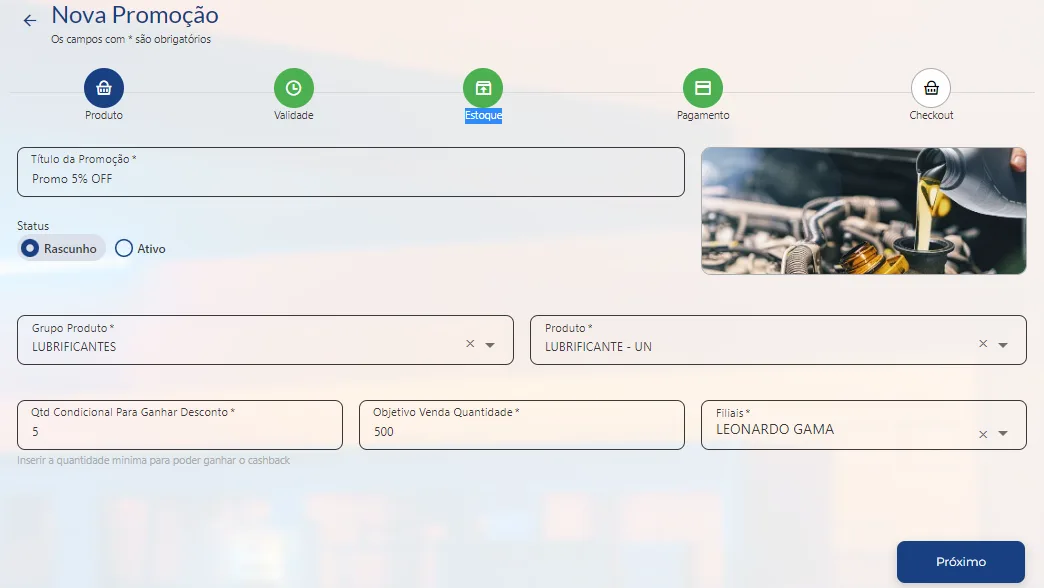 Nova Promoção
Os campos com * são obrigatórios
Produto
Validade
Estoque
Pagamento
Checkout
Título da Promoção *
Promo 5% OFF
Status
Rascunho
Ativo
Grupo Produto *
LUBRIFICANTES
Produto *
LUBRIFICANTE - UN
Qtd Condicional Para Ganhar Desconto *
5
Objetivo Venda Quantidade *
500
Filiais *
LEONARDO GAMA
Inserir a quantidade minima para poder ganhar o cashback
Próximo